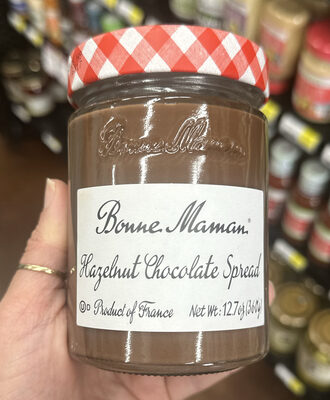 Bonne Maman
Bonne Maman®
Hazelnut Chocolate Spread
Ⓤ D Product of France Net Wt: 12.7oz (360g)